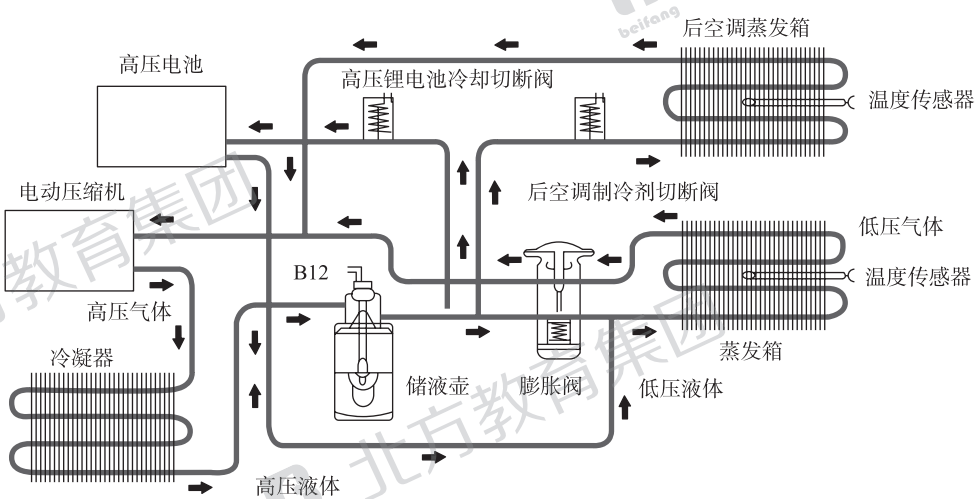 beifang
后空调蒸发箱
高压电池
高压锂电池冷却切断阀
温度传感器
电动压缩机
后空调制冷剂切断阀
低压气体
B12
温度传感器
高压气体
冷凝器
蒸发箱
储液壶
膨胀阀
低压液体
高压液体
北方教育集团
方教育集团